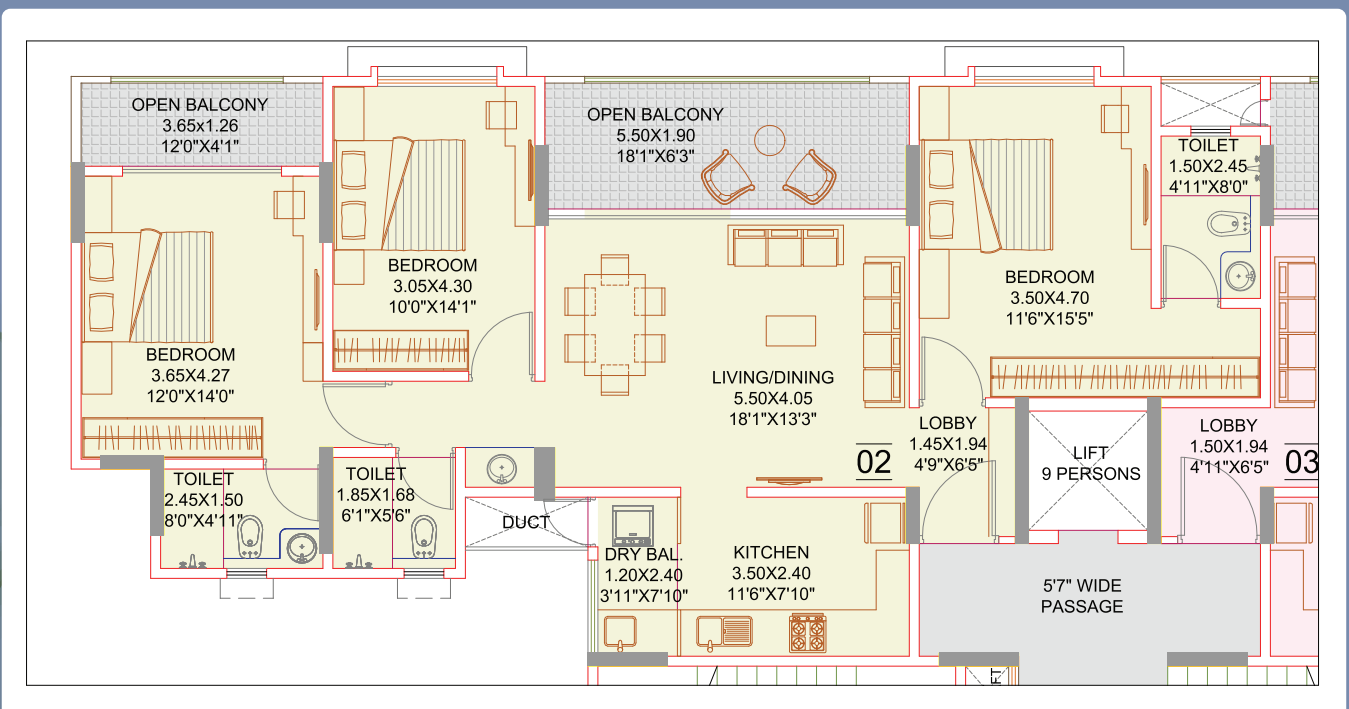 OPEN BALCONY
3.65x1.26
12'0"X4'1"
OPEN BALCONY
5.50X1.90
18'1"X6'3"
TOILET
1.50X2.45
4'11"X8'0"
BEDROOM
3.05X4.30
10'0"X14'1"
BEDROOM
3.50X4.70
11'6"X15'5"
BEDROOM
3.65X4.27
12'0"X14'0"
LIVING/DINING
5.50X4.05
18'1"X13'3"
02
LOBBY
1.45X1.94
4'9"X6'5"
LIFT
9 PERSONS
LOBBY
1.50X1.94
4'11"X6'5"
03
TOILET
2.45X1.50
8'0"X4'11"
TOILET
1.85X1.68
6'1"X5'6"
DUCT
DRY BAL.
1.20X2.40
3'11"X7'10"
KITCHEN
3.50X2.40
11'6"X7'10"
5'7" WIDE
PASSAGE